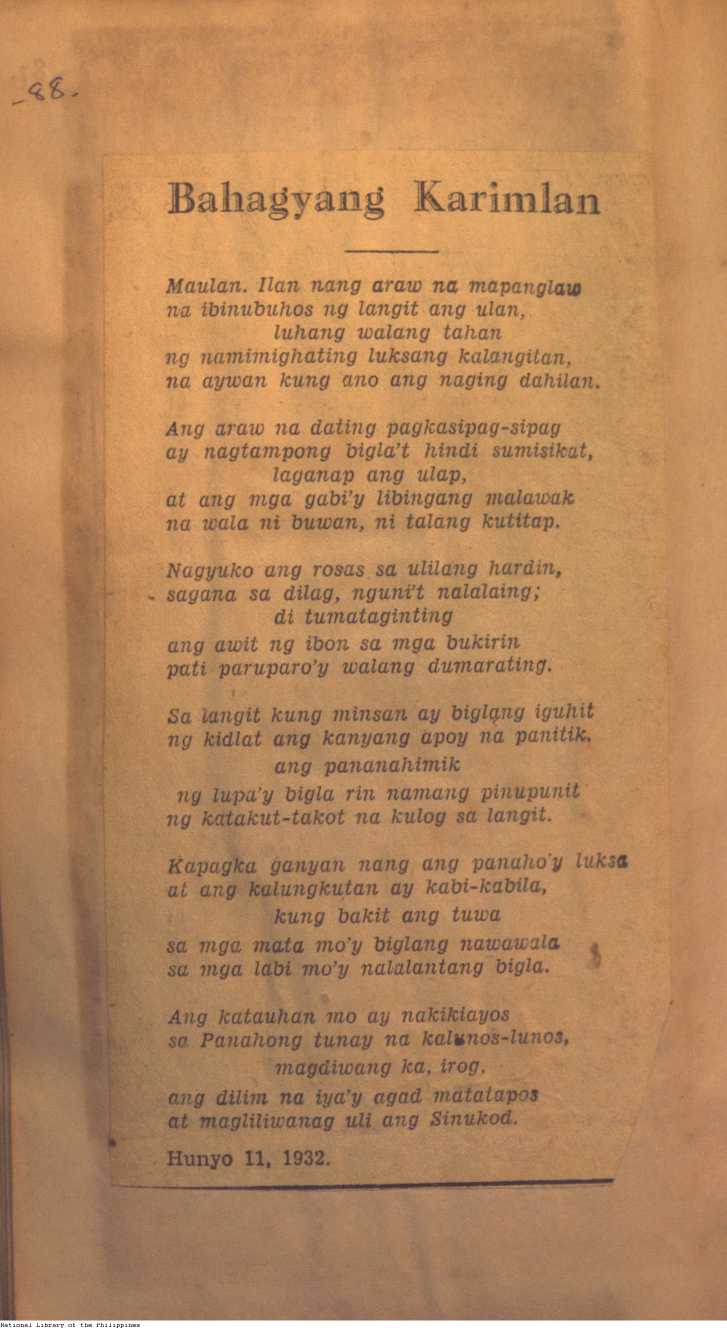 -88-
Bahagyang Karimlan
Maulan. Ilan nang araw na mapanglaw
na ibinubuhos ng langit ang ulan,
luhang walang tahan
ng namimighating luksang kalangitan,
na aywan kung ano ang naging dahilan.
Ang araw na dating pagkasipag-sipag
ay nagtampong bigla't hindi sumisikat,
laganap ang ulap,
at ang mga gabi'y libingang malawak
na wala ni buwan, ni talang kutitap.
Nagyuko ang rosas sa ulilang hardin,
sagana sa dilag, nguni't nalalaing;
di tumataginting
ang awit ng ibon sa mga bukirin
pati paruparo'y walang dumarating.
Sa langit kung minsan ay biglang iguhit
ng kidlat ang kanyang apoy na panitik,
ang pananahimik
ng lupa'y bigla rin namang pinupunit
ng katakut-takot na kulog sa langit.
Kapagka ganyan nang ang panaho'y luksa
at ang kalungkutan ay kabi-kabila,
kung bakit ang tuwa
sa mga mata mo'y biglang nawawala
sa mga labi mo'y nalalantang bigla.
Ang katauhan mo ay nakikiayos
sa Panahong tunay na kalunos-lunos,
magdiwang ka, irog,
ang dilim na iya'y agad matatapos
at magliliwanag uli ang Sinukod.
Hunyo 11, 1932.
National Library of the Philippines